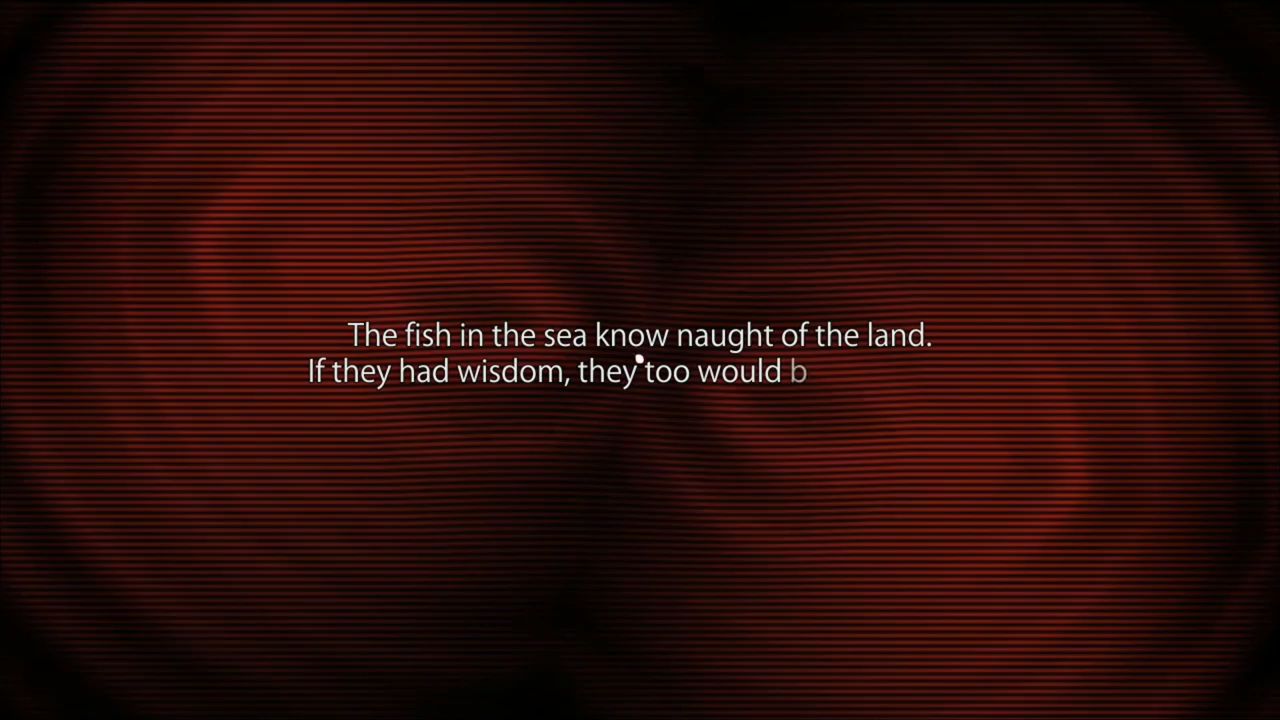 The fish in the sea know naught of the land.
If they had wisdom, they too would b